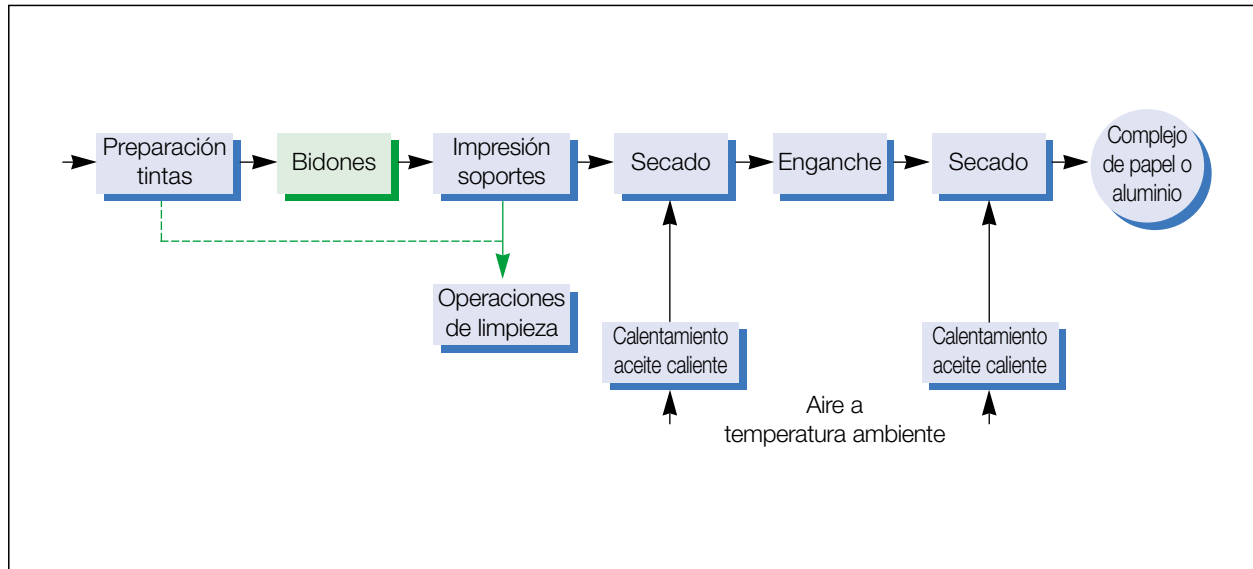 Preparación
tintas
Bidones
Impresión
soportes
Secado
Enganche
Secado
Complejo
de papel o
aluminio
Operaciones
de limpieza
Calentamiento
aceite caliente
Calentamiento
aceite caliente
Aire a
temperatura ambiente